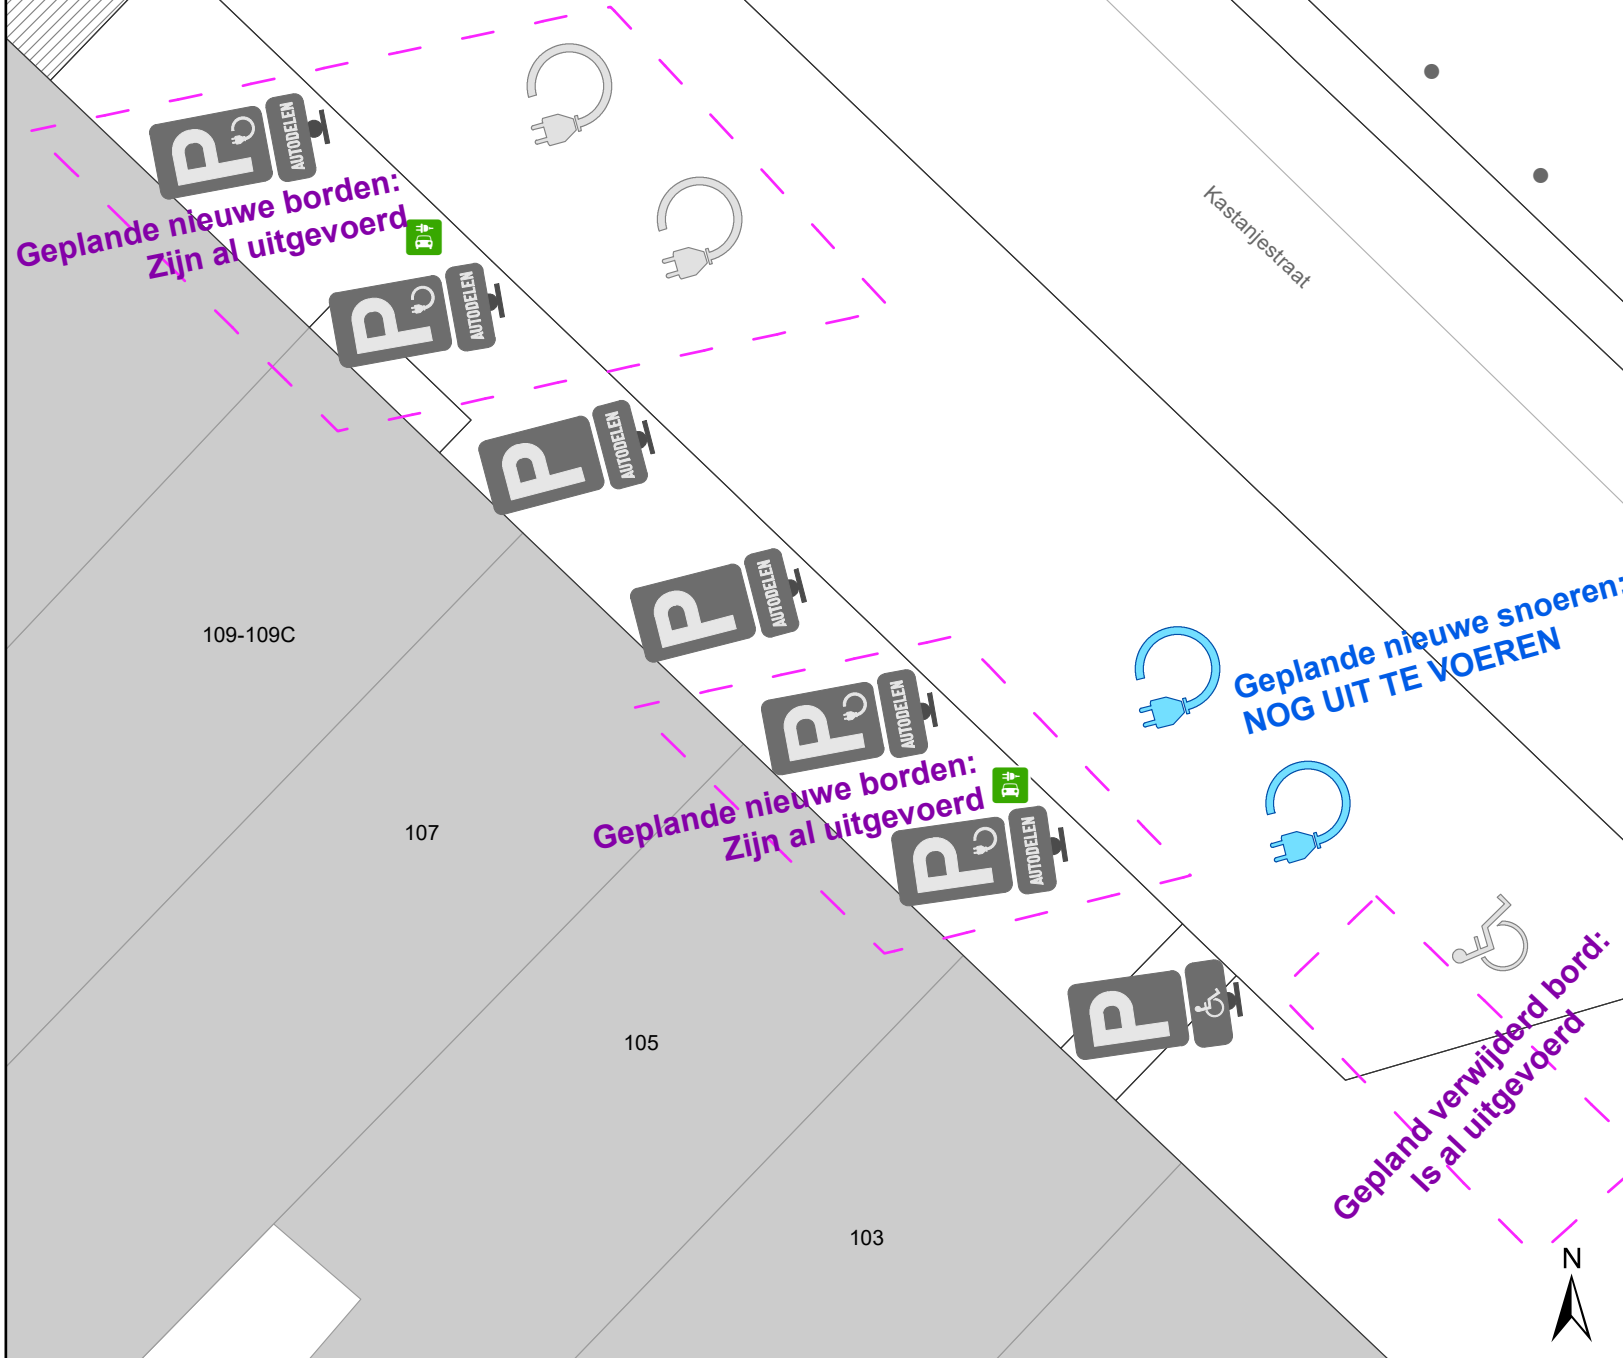 P
AUTODELEN
Geplande nieuwe borden:
Zijn al uitgevoerd
P
AUTODELEN
Kastanjestraat
P
AUTODELEN
P
AUTODELEN
109-109C
Geplande nieuwe snoeren:
NOG UIT TE VOEREN
P
AUTODELEN
Geplande nieuwe borden:
Zijn al uitgevoerd
P
AUTODELEN
107
P
105
Gepland verwijderd bord:
Is al uitgevoerd
103
N